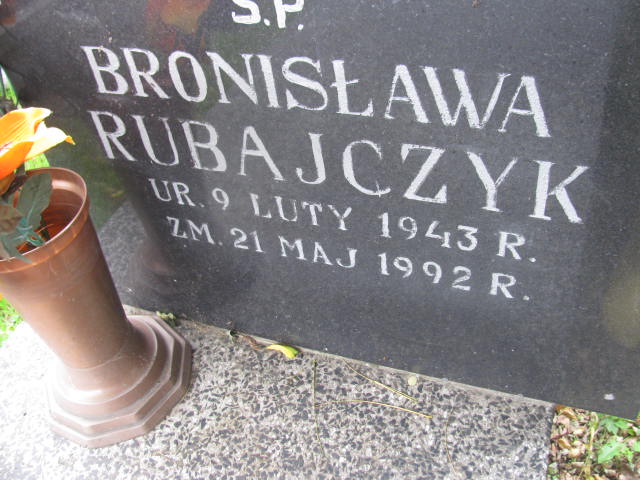 Ś.P.
BRONISŁAWA
RUBAJCZYK
UR. 9 LUTY 1943 R.
ZM. 21 MAJ 1992 R.